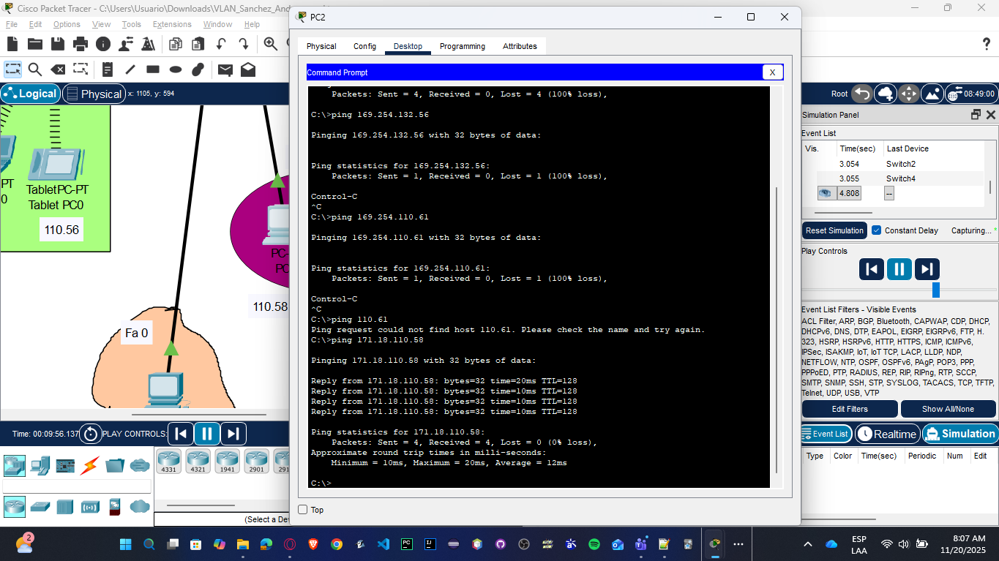 Cisco Packet Tracer - C:\Users\Usuario\Downloads\VLAN_Sanchez_And
File Edit Options View Tools Extensions Window Help
Logical
Physical
x: 1105, y: 594
Root
08:49:00
PC2
Physical Config Desktop Programming Attributes
Command Prompt
X
Packets: Sent = 4, Received = 0, Lost = 4 (100% loss),
C:\>ping 169.254.132.56
Pinging 169.254.132.56 with 32 bytes of data:
Ping statistics for 169.254.132.56:
Packets: Sent = 1, Received = 0, Lost = 1 (100% loss),
Control-C
^C
C:\>ping 169.254.110.61
Pinging 169.254.110.61 with 32 bytes of data:
Ping statistics for 169.254.110.61:
Packets: Sent = 1, Received = 0, Lost = 1 (100% loss),
Control-C
^C
C:\>ping 110.61
Ping request could not find host 110.61. Please check the name and try again.
C:\>ping 171.18.110.58
Pinging 171.18.110.58 with 32 bytes of data:
Reply from 171.18.110.58: bytes=32 time=20ms TTL=128
Reply from 171.18.110.58: bytes=32 time=10ms TTL=128
Reply from 171.18.110.58: bytes=32 time=10ms TTL=128
Reply from 171.18.110.58: bytes=32 time=10ms TTL=128
Ping statistics for 171.18.110.58:
Packets: Sent = 4, Received = 4, Lost = 0 (0% loss),
Approximate round trip times in milli-seconds:
Minimum = 10ms, Maximum = 20ms, Average = 12ms
C:\>
Top
PT
0
TabletPC-PT
Tablet PC0
110.56
PC-
PC
110.58
Fa 0
Simulation Panel
Event List
Vis. Time(sec) Last Device
3.054 Switch2
3.055 Switch4
4.808 --
Reset Simulation
Constant Delay
Capturing... *
Play Controls
Event List Filters - Visible Events
ACL Filter, ARP, BGP, Bluetooth, CAPWAP, CDP, DHCP,
DHCPv6, DNS, DTP, EAPOL, EIGRP, EIGRPv6, FTP, H.
323, HSRP, HSRPv6, HTTP, HTTPS, ICMP, ICMPv6,
IPSec, ISAKMP, IoT, IoT TCP, LACP, LLDP, NDP,
NETFLOW, NTP, OSPF, OSPFv6, PAgP, POP3, PPP,
PPPoED, PTP, RADIUS, REP, RIP, RIPng, RTP, SCCP,
SMTP, SNMP, SSH, STP, SYSLOG, TACACS, TCP, TFTP,
Telnet, UDP, USB, VTP
Edit Filters
Show All/None
Event List
Realtime
Simulation
Time: 00:09:56.137
PLAY CONTROLS:
4331 4321 1941 2901 291
(Select a Dev
Type Color Time(sec) Periodic Num Edit
2
ESP
LAA
8:07 AM
11/20/2025